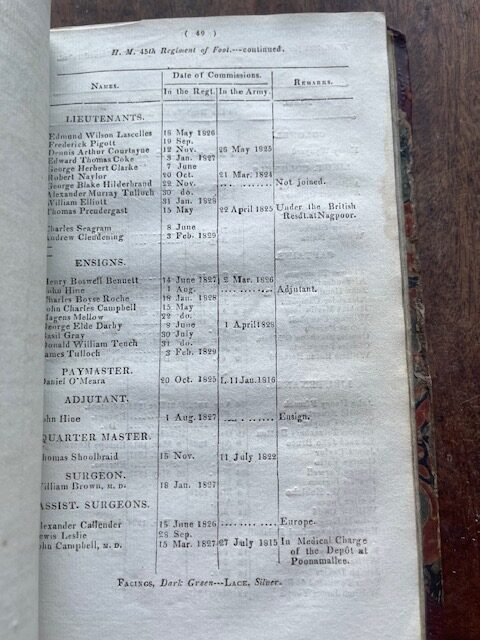 ( 49 )
H. M. 45th Regiment of Foot.---continued.
NAMES. Date of Commissions. REMARKS.
In the Regt. In the Army.
LIEUTENANTS.
Edmund Wilson Lascelles 18 May 1826
Frederick Pigott 19 Sep.
Dennis Arthur Courtayne 12 Nov. 26 May 1825
Edward Thomas Coke 3 Jan. 1827
George Herbert Clarke 7 June
Robert Naylor 20 Oct. 21 Mar. 1824
George Blake Hilderbrand 22 Nov. .......... Not joined.
Alexander Murray Tulloch 30 do.
William Elliott 31 Jan. 1828
Thomas Prendergast 15 May 22 April 1825 Under the British
Resdt. at Nagpoor.
Charles Seagram 8 June
Andrew Clendening 3 Feb. 1829
ENSIGNS.
Henry Boswell Bennett 14 June 1827 2 Mar. 1826
John Hine 1 Aug. .......... Adjutant.
Charles Boyse Roche 18 Jan. 1828
John Charles Campbell 15 May
Magens Mellow 22 do.
George Elde Darby 8 June 1 April 1828
Basil Gray 30 July
Donald William Tench 31 do.
James Tulloch 3 Feb. 1829
PAYMASTER.
Daniel O'Meara 20 Oct. 1825 L. 11 Jan. 1816
ADJUTANT.
John Hine 1 Aug. 1827 .......... Ensign.
QUARTER MASTER.
Thomas Shoolbraid 15 Nov. 11 July 1822
SURGEON.
William Brown, M. D. 18 Jan. 1827
ASSIST. SURGEONS.
Alexander Callender 15 June 1826 .......... Europe.
Lewis Leslie 28 Sep.
John Campbell, M. D. 15 Mar. 1827 27 July 1815 In Medical Charge
of the Depôt at
Poonamallee.
FACINGS, Dark Green---LACE, Silver.